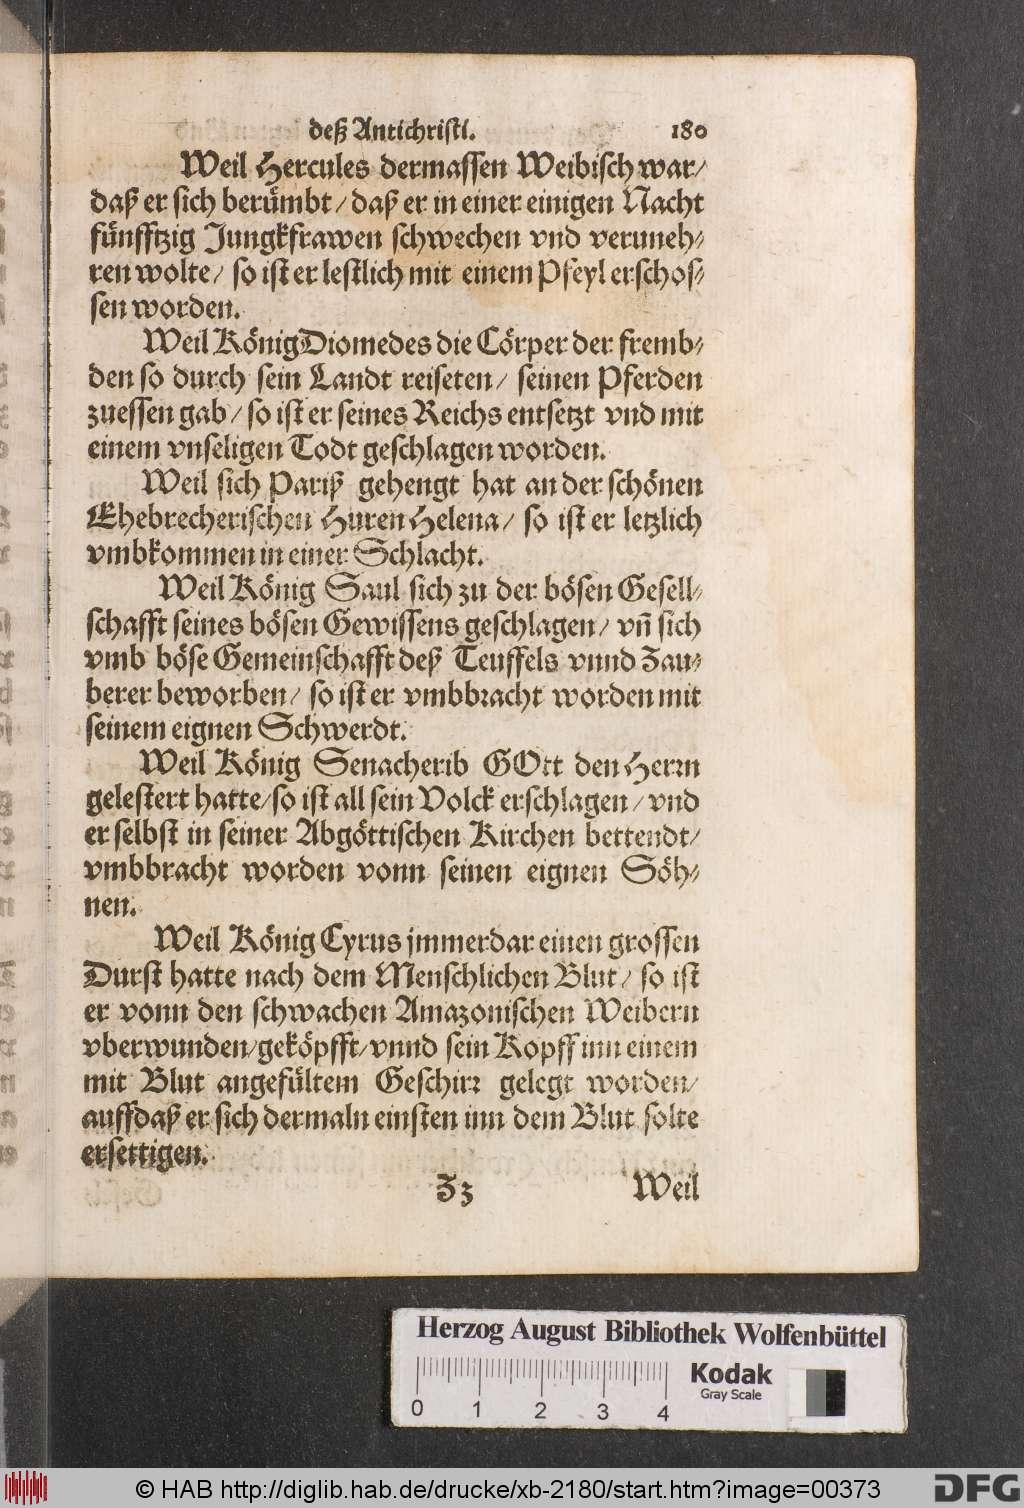 deß Antichristi. 180
Weil Hercules dermassen Weibisch war/
daß er sich berümbt/ daß er in einer einigen Nacht
fünfftzig Jungkfrawen schwechen vnd veruneh⸗
ren wolte/ so ist er lestlich mit einem Pfeyl erschos⸗
sen worden.
Weil König Diomedes die Cörper der fremb⸗
den so durch sein Landt reiseten/ seinen Pferden
zuessen gab/ so ist er seines Reichs entsetzt vnd mit
einem vnseligen Todt geschlagen worden.
Weil sich Pariß gehengt hat an der schönen
Ehebrecherischen Huren Helena/ so ist er letzlich
vmbkommen in einer Schlacht.
Weil König Saul sich zu der bösen Gesell⸗
schafft seines bösen Gewissens geschlagen/ vñ sich
vmb böse Gemeinschafft deß Teuffels vnnd Zau⸗
berer beworben/ so ist er vmbbracht worden mit
seinem eignen Schwerdt.
Weil König Senacherib GOtt den Herrn
gelestert hatte/ so ist all sein Volck erschlagen/ vnd
er selbst in seiner Abgöttischen Kirchen bettendt/
vmbbracht worden vonn seinen eignen Söh⸗
nen.
Weil König Cyrus jmmerdar einen grossen
Durst hatte nach dem Menschlichen Blut/ so ist
er vonn den schwachen Amazonischen Weibern
vberwunden/ geköpfft/ vnnd sein Kopff inn einem
mit Blut angefültem Geschirr gelegt worden/
auffdaß er sich dermaln einsten inn dem Blut solte
ersettigen.
Zz Weil
Herzog August Bibliothek Wolfenbüttel
Kodak
Gray Scale
0 1 2 3 4
© HAB http://diglib.hab.de/drucke/xb-2180/start.htm?image=00373
DFG